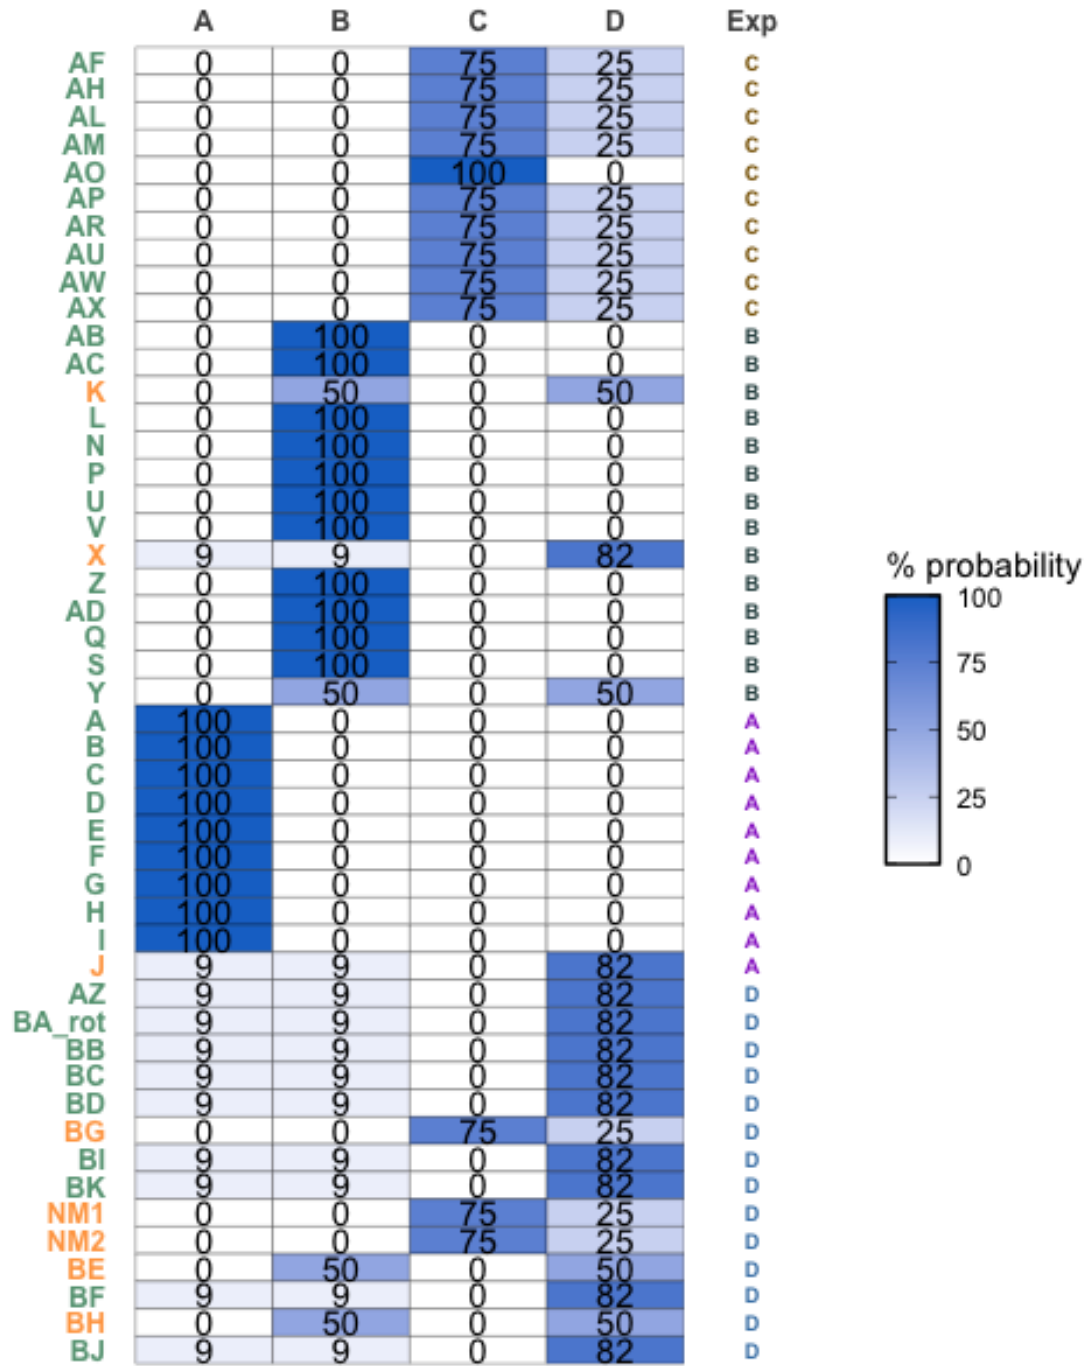 A B C D Exp
AF 0 0 75 25 C
AH 0 0 75 25 C
AL 0 0 75 25 C
AM 0 0 75 25 C
AO 0 0 100 0 C
AP 0 0 75 25 C
AR 0 0 75 25 C
AU 0 0 75 25 C
AW 0 0 75 25 C
AX 0 0 75 25 C
AB 0 100 0 0 B
AC 0 100 0 0 B
K 0 50 0 50 B
L 0 100 0 0 B
N 0 100 0 0 B
P 0 100 0 0 B
U 0 100 0 0 B
V 0 100 0 0 B
X 9 9 0 82 B
Z 0 100 0 0 B
AD 0 100 0 0 B
Q 0 100 0 0 B
S 0 100 0 0 B
Y 0 50 0 50 B
A 100 0 0 0 A
B 100 0 0 0 A
C 100 0 0 0 A
D 100 0 0 0 A
E 100 0 0 0 A
F 100 0 0 0 A
G 100 0 0 0 A
H 100 0 0 0 A
I 100 0 0 0 A
J 9 9 0 82 A
AZ 9 9 0 82 D
BA_rot 9 9 0 82 D
BB 9 9 0 82 D
BC 9 9 0 82 D
BD 9 9 0 82 D
BG 0 0 75 25 D
BI 9 9 0 82 D
BK 9 9 0 82 D
NM1 0 0 75 25 D
NM2 0 0 75 25 D
BE 0 50 0 50 D
BF 9 9 0 82 D
BH 0 50 0 50 D
BJ 9 9 0 82 D
% probability
100
75
50
25
0